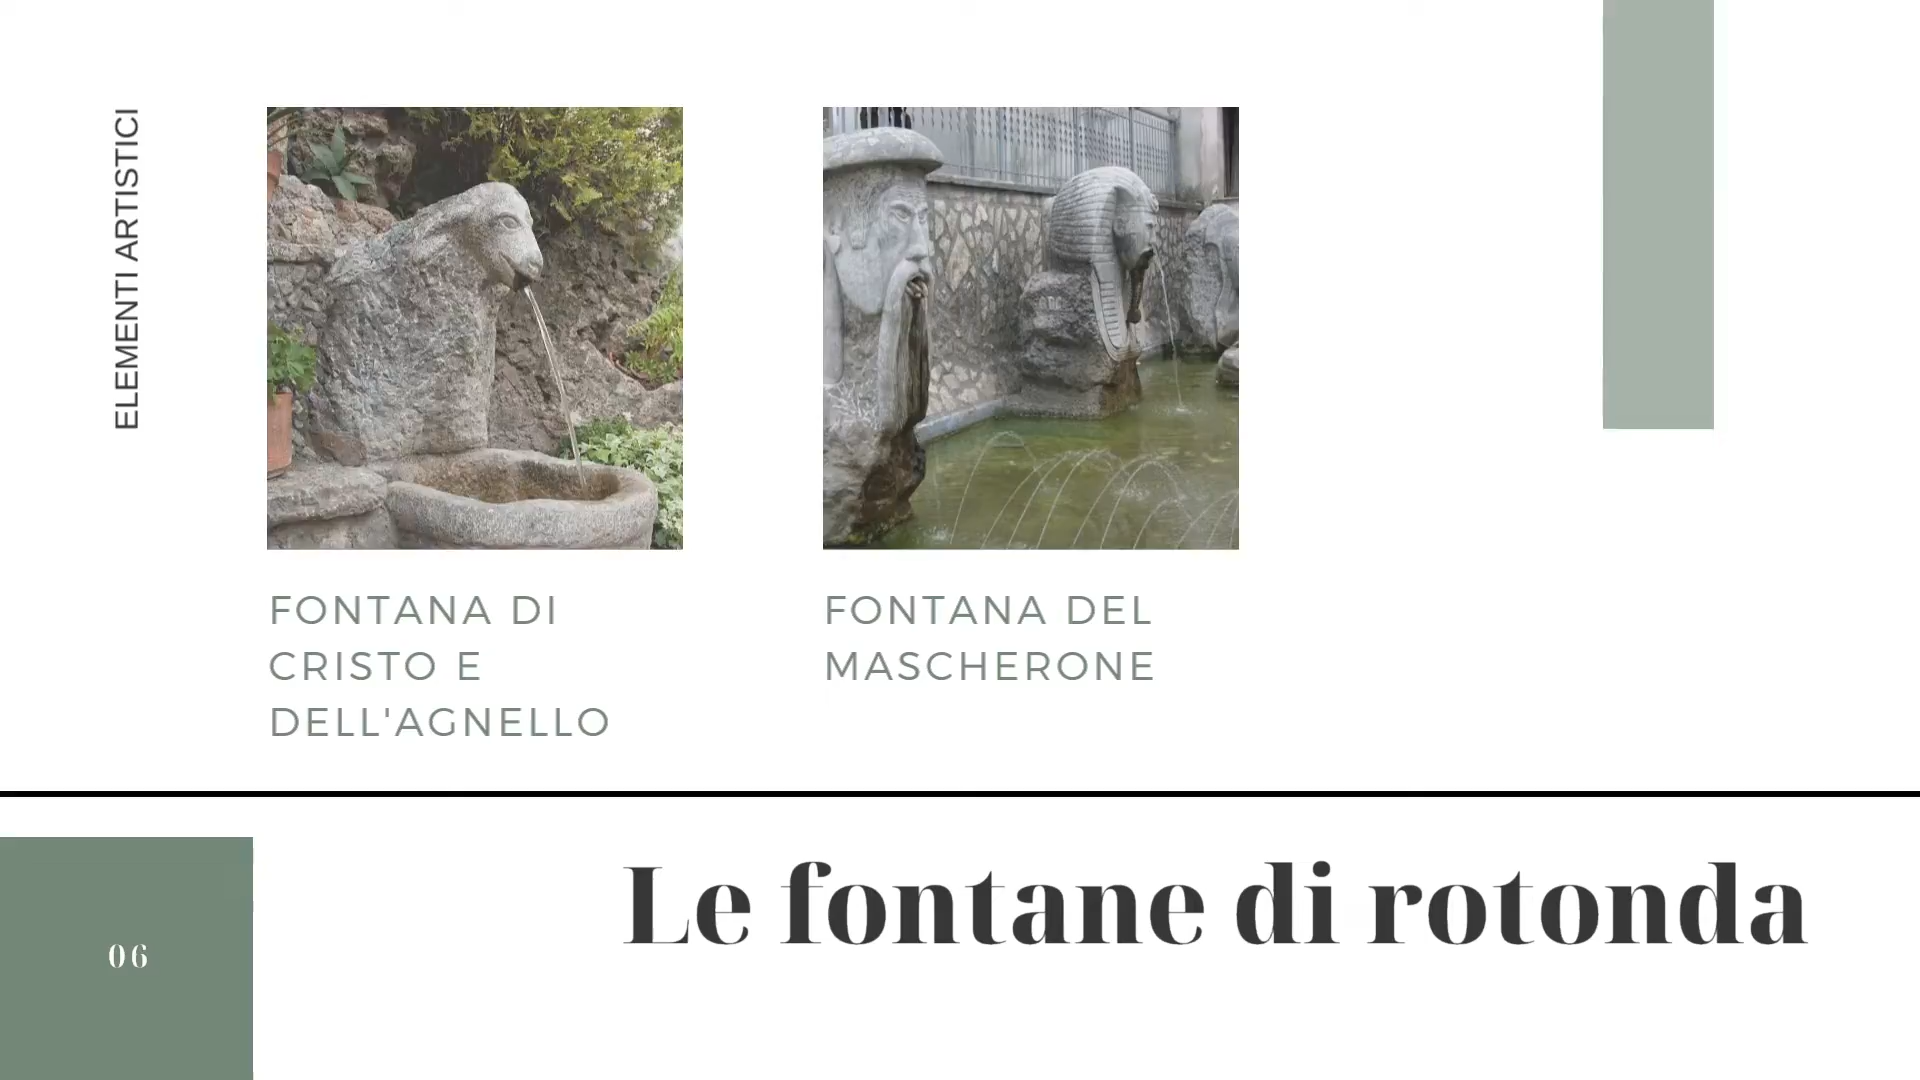 ELEMENTI ARTISTICI
FONTANA DI
CRISTO E
DELL'AGNELLO
FONTANA DEL
MASCHERONE
Le fontane di rotonda
06